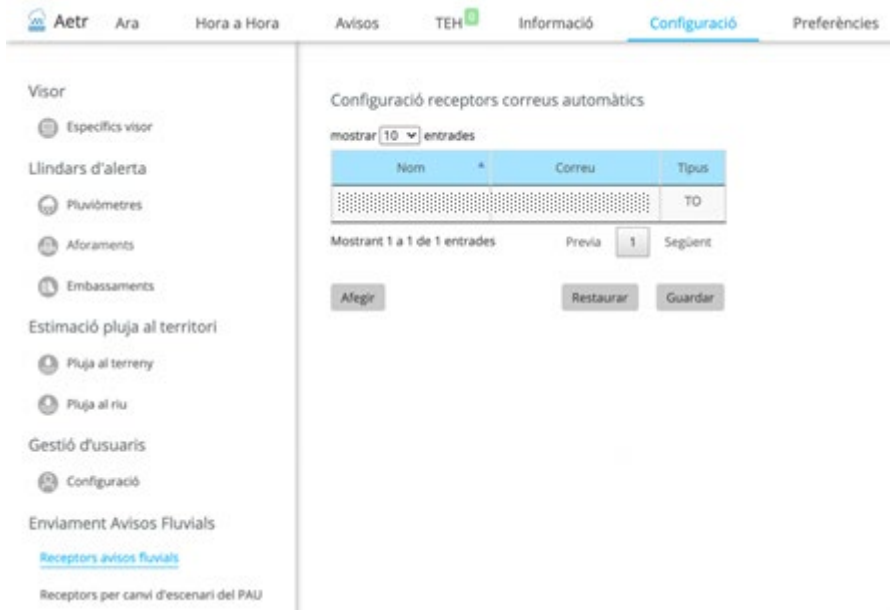 Aetr Ara Hora a Hora Avisos TEH 0 Informació Configuració Preferències
Visor
Específics visor
Llindars d'alerta
Pluviòmetres
Aforaments
Embassaments
Estimació pluja al territori
Pluja al terreny
Pluja al riu
Gestió d'usuaris
Configuració
Enviament Avisos Fluvials
Receptors avisos fluvials
Receptors per canvi d'escenari del PAU
Configuració receptors correus automàtics
mostrar 10 entrades
Nom Correu Tipus
TO
Mostrant 1 a 1 de 1 entrades Previa 1 Següent
Afegir Restaurar Guardar